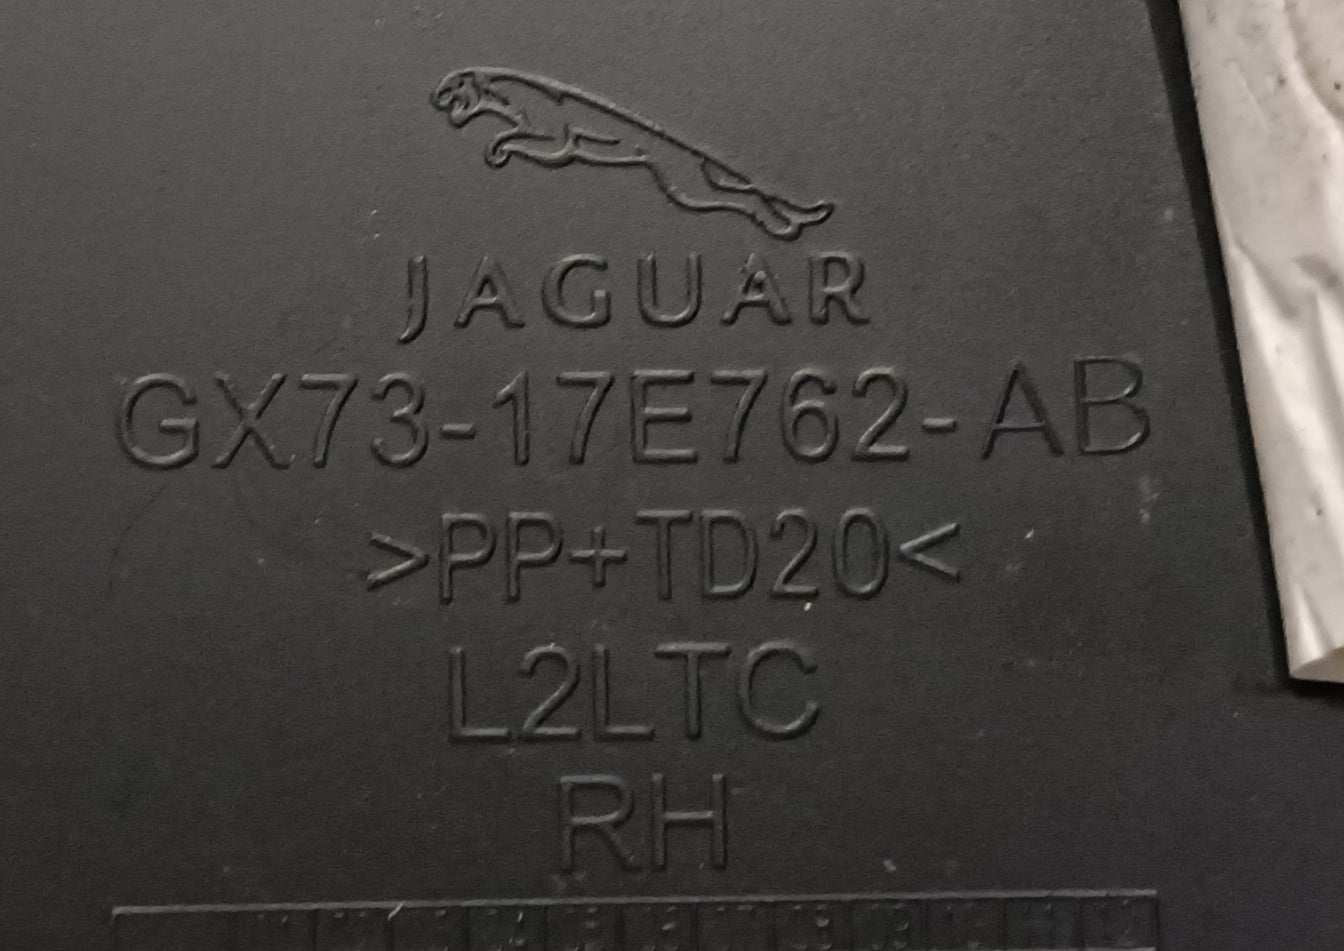 JAGUAR
GX73-17E762-AB
>PP+TD20<
L2LTC
RH